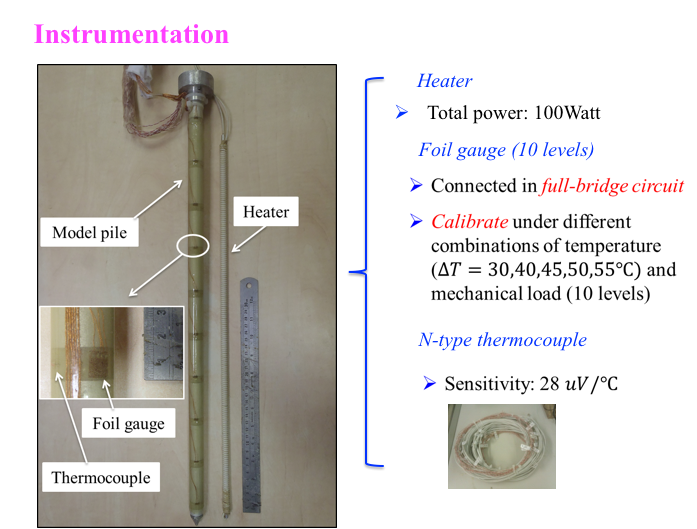 Instrumentation
Model pile
Heater
Foil gauge
Thermocouple
Heater
➢ Total power: 100Watt
Foil gauge (10 levels)
➢ Connected in full-bridge circuit
➢ Calibrate under different
combinations of temperature
(Δ𝑇 = 30,40,45,50,55℃) and
mechanical load (10 levels)
N-type thermocouple
➢ Sensitivity: 28 𝑢𝑉/℃